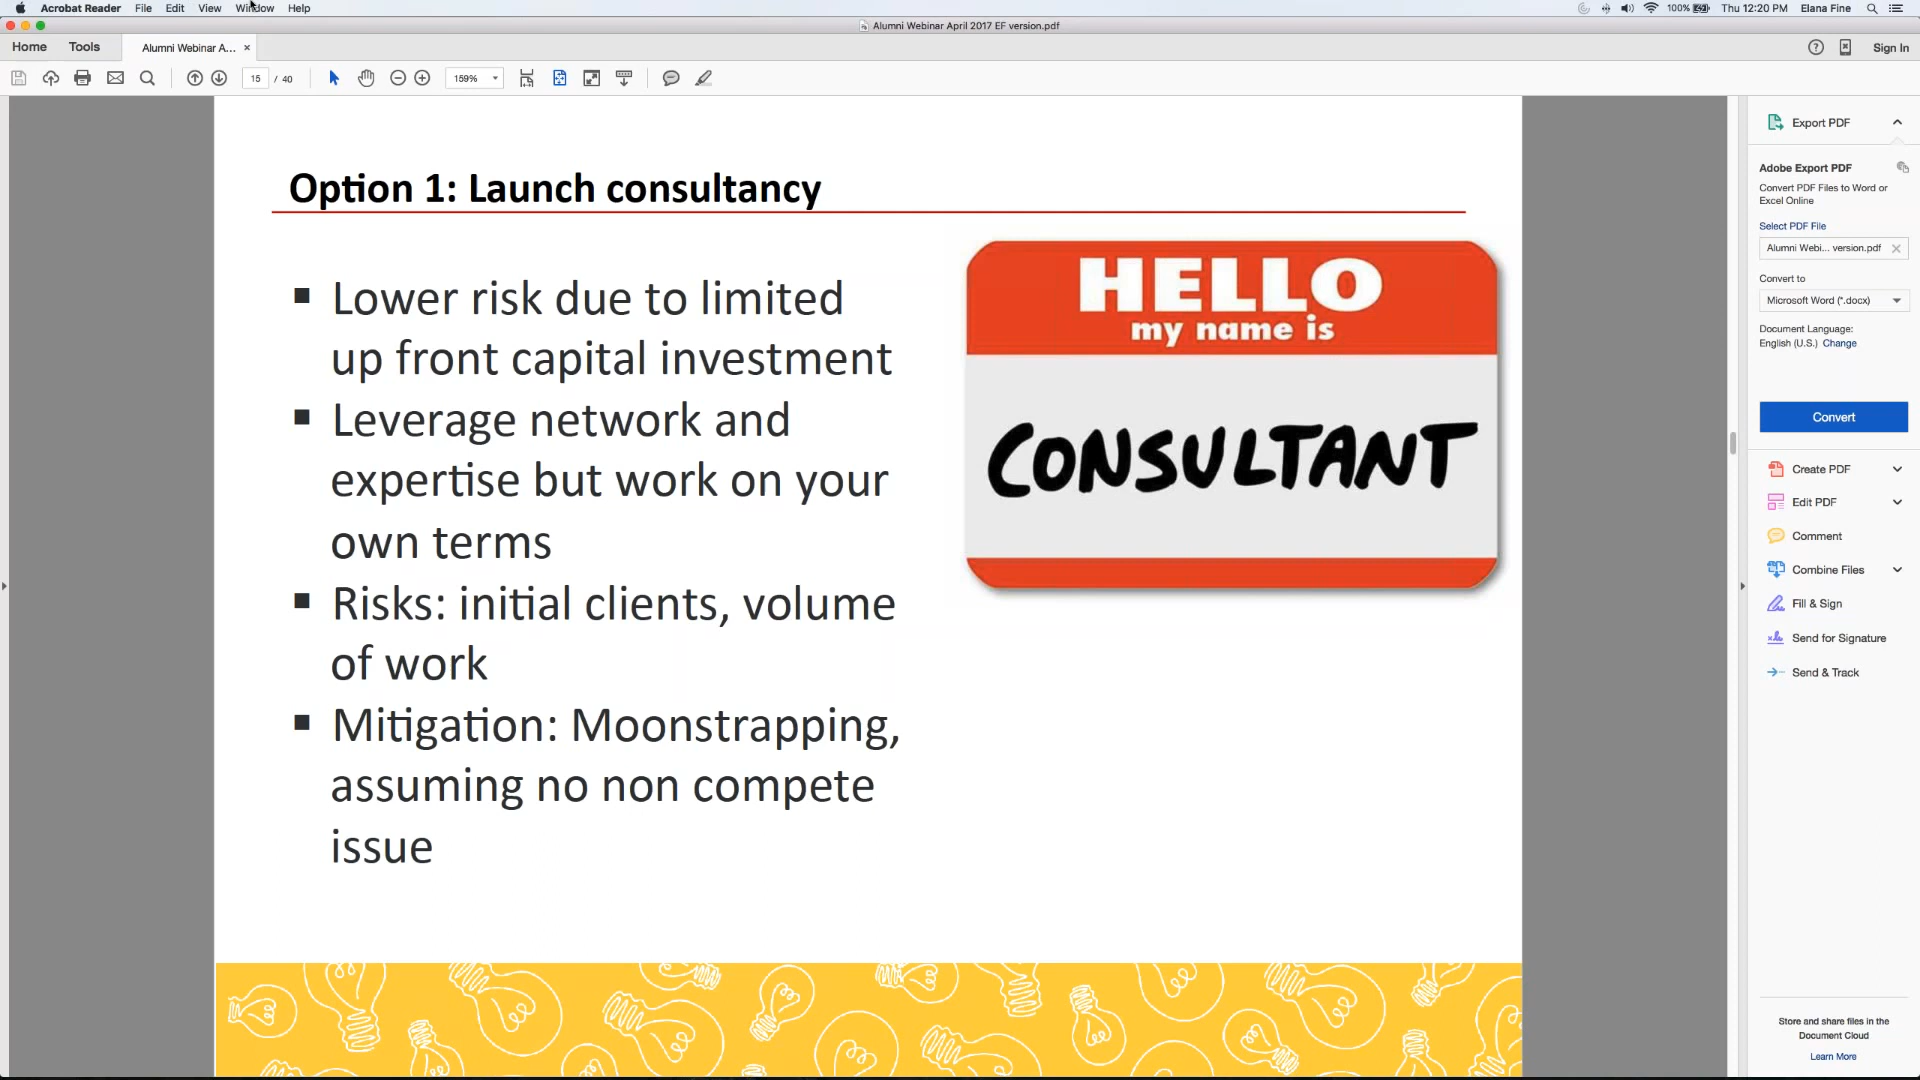 Acrobat Reader File Edit View Window Help
100% Thu 12:20 PM Elana Fine
Alumni Webinar April 2017 EF version.pdf
Home Tools Alumni Webinar A... × Sign In
15 / 40 159%
Option 1: Launch consultancy
▪ Lower risk due to limited
up front capital investment
▪ Leverage network and
expertise but work on your
own terms
▪ Risks: initial clients, volume
of work
▪ Mitigation: Moonstrapping,
assuming no non compete
issue
HELLO
my name is
CONSULTANT
Export PDF
Adobe Export PDF
Convert PDF Files to Word or
Excel Online
Select PDF File
Alumni Webi... version.pdf
Convert to
Microsoft Word (*.docx)
Document Language:
English (U.S.) Change
Convert
Create PDF
Edit PDF
Comment
Combine Files
Fill & Sign
Send for Signature
Send & Track
Store and share files in the
Document Cloud
Learn More